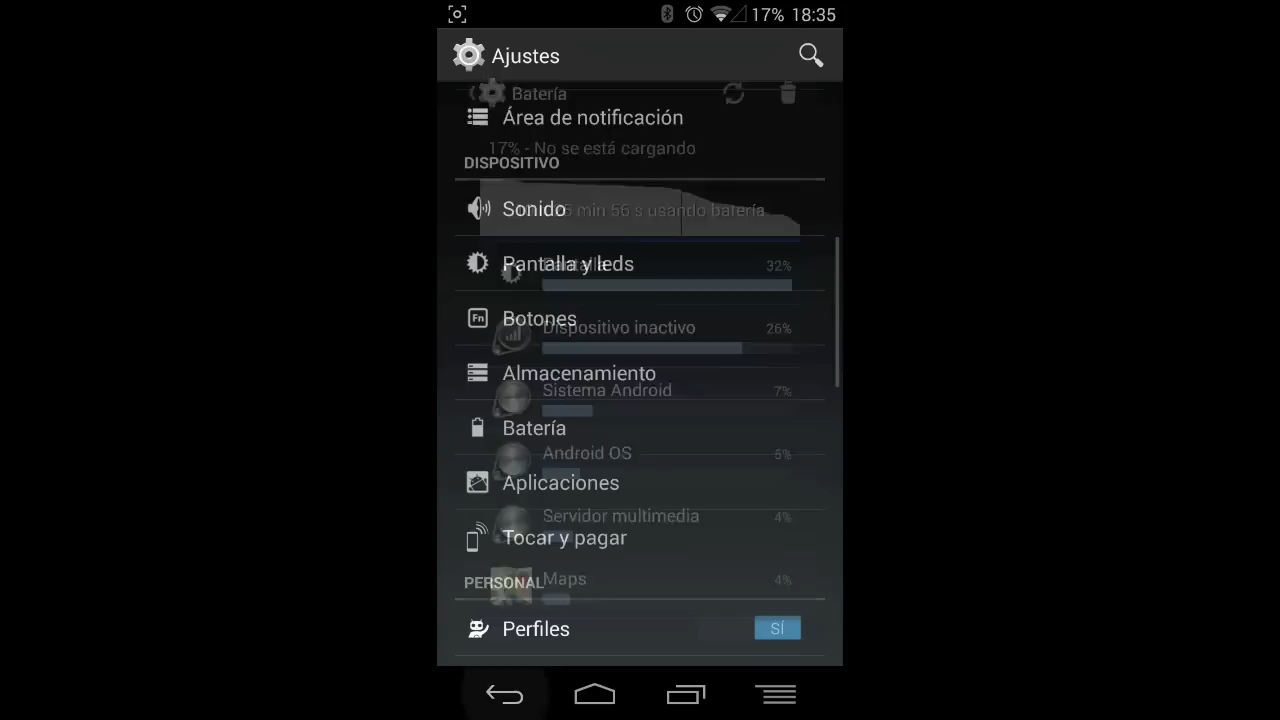 17% 18:35
Ajustes
Batería
Área de notificación
17% - No se está cargando
DISPOSITIVO
Sonido
min 56 s usando batería
Pantalla y leds
Pantalla 32%
Fn Botones
Dispositivo inactivo 26%
Almacenamiento
Sistema Android 7%
Batería
Android OS 5%
Aplicaciones
Servidor multimedia 4%
Tocar y pagar
Maps 4%
PERSONAL
Perfiles SÍ